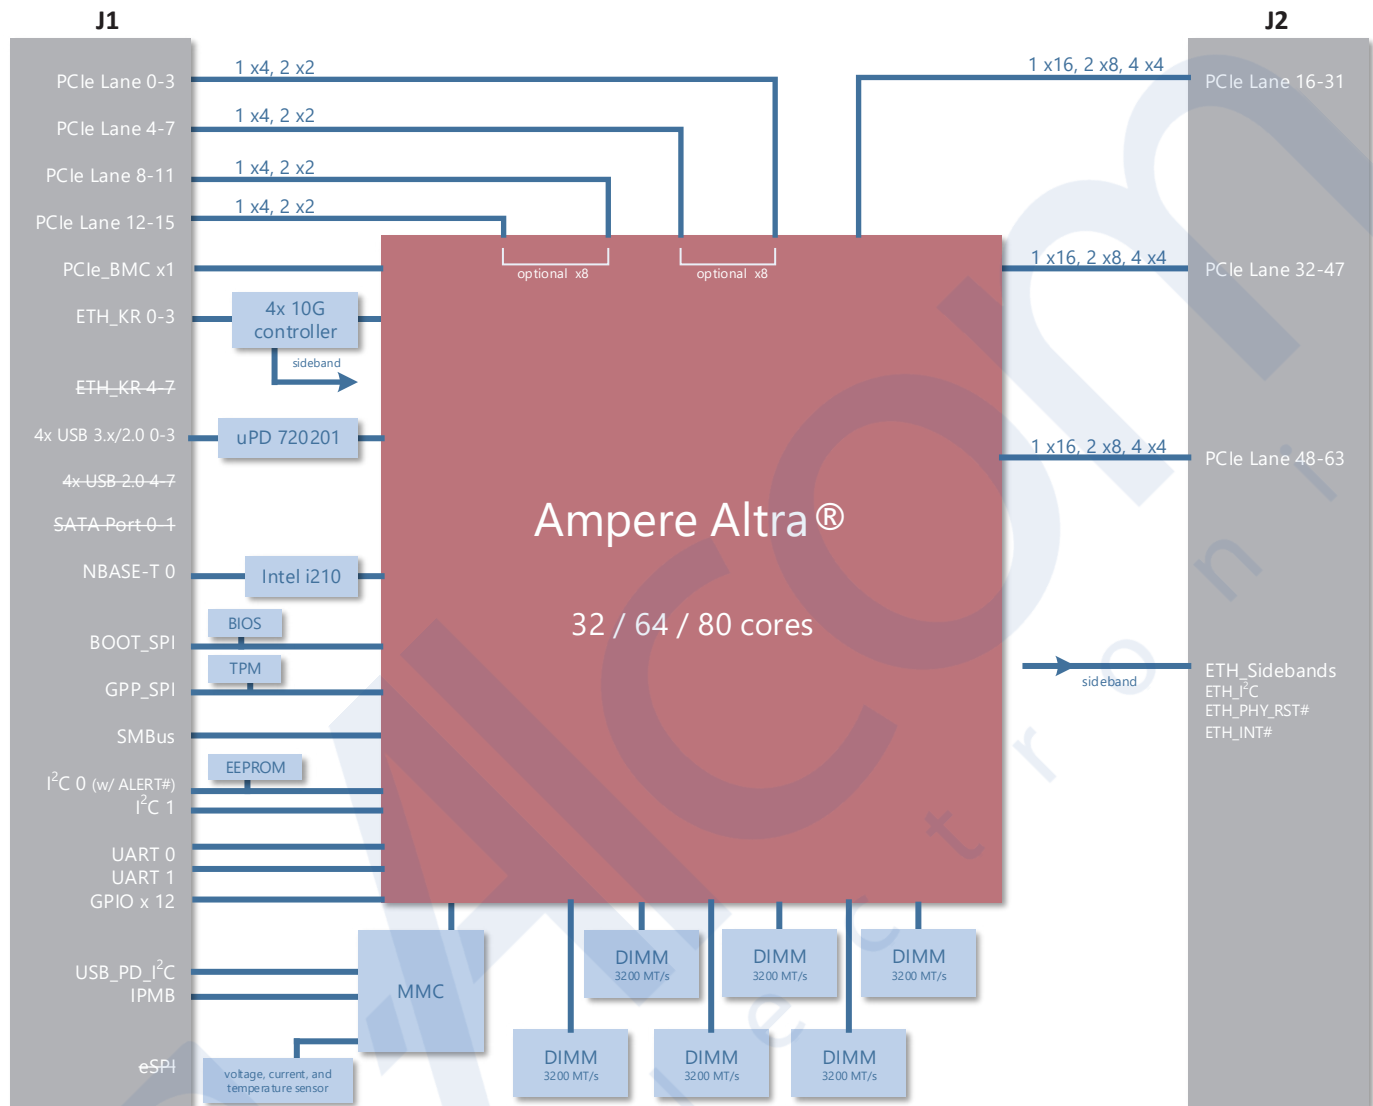 J1
J2
PCIe Lane 0-3
1 x4, 2 x2
1 x16, 2 x8, 4 x4
PCIe Lane 16-31
PCIe Lane 4-7
1 x4, 2 x2
PCIe Lane 8-11
1 x4, 2 x2
PCIe Lane 12-15
1 x4, 2 x2
PCIe_BMC x1
optional x8
optional x8
1 x16, 2 x8, 4 x4
PCIe Lane 32-47
ETH_KR 0-3
4x 10G
controller
sideband
ETH_KR 4-7
4x USB 3.x/2.0 0-3
uPD 720201
1 x16, 2 x8, 4 x4
PCIe Lane 48-63
4x USB 2.0 4-7
SATA Port 0-1
Ampere Altra®
NBASE-T 0
Intel i210
32 / 64 / 80 cores
BIOS
BOOT_SPI
TPM
GPP_SPI
sideband
ETH_Sidebands
ETH_I²C
ETH_PHY_RST#
ETH_INT#
SMBus
EEPROM
I²C 0 (w/ ALERT#)
I²C 1
UART 0
UART 1
GPIO x 12
USB_PD_I²C
IPMB
MMC
DIMM
3200 MT/s
DIMM
3200 MT/s
DIMM
3200 MT/s
DIMM
3200 MT/s
DIMM
3200 MT/s
DIMM
3200 MT/s
eSPI
voltage, current, and
temperature sensor